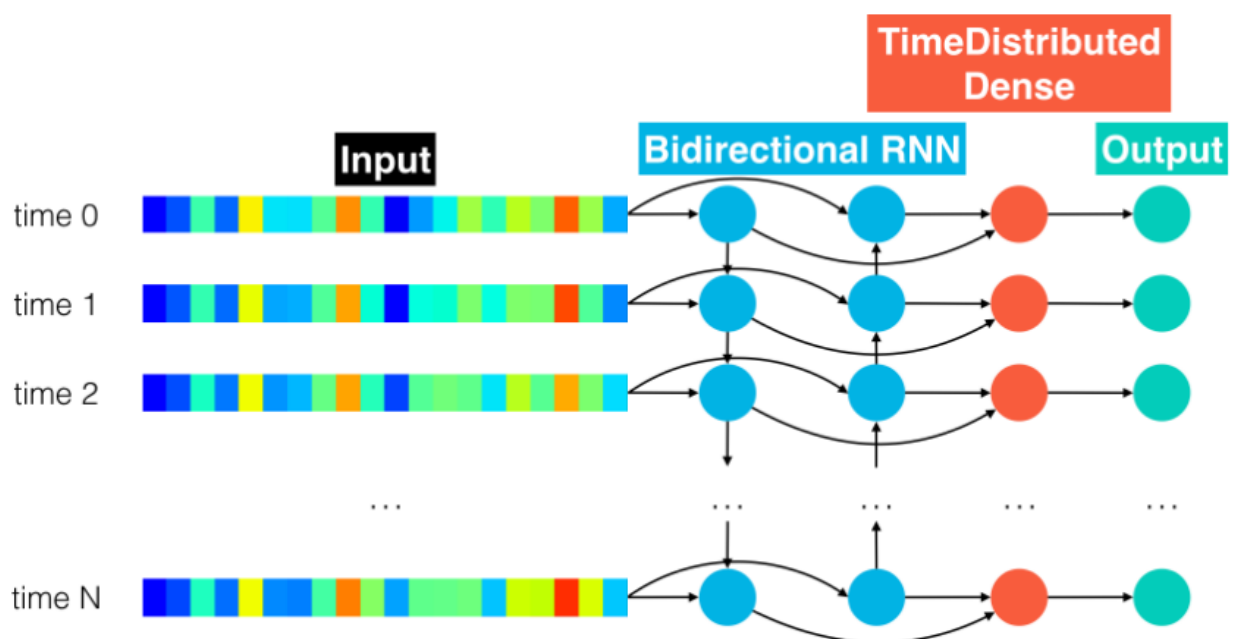 TimeDistributed
Dense
Input
Bidirectional RNN
Output
time 0
time 1
time 2
... ... ... ... ...
time N